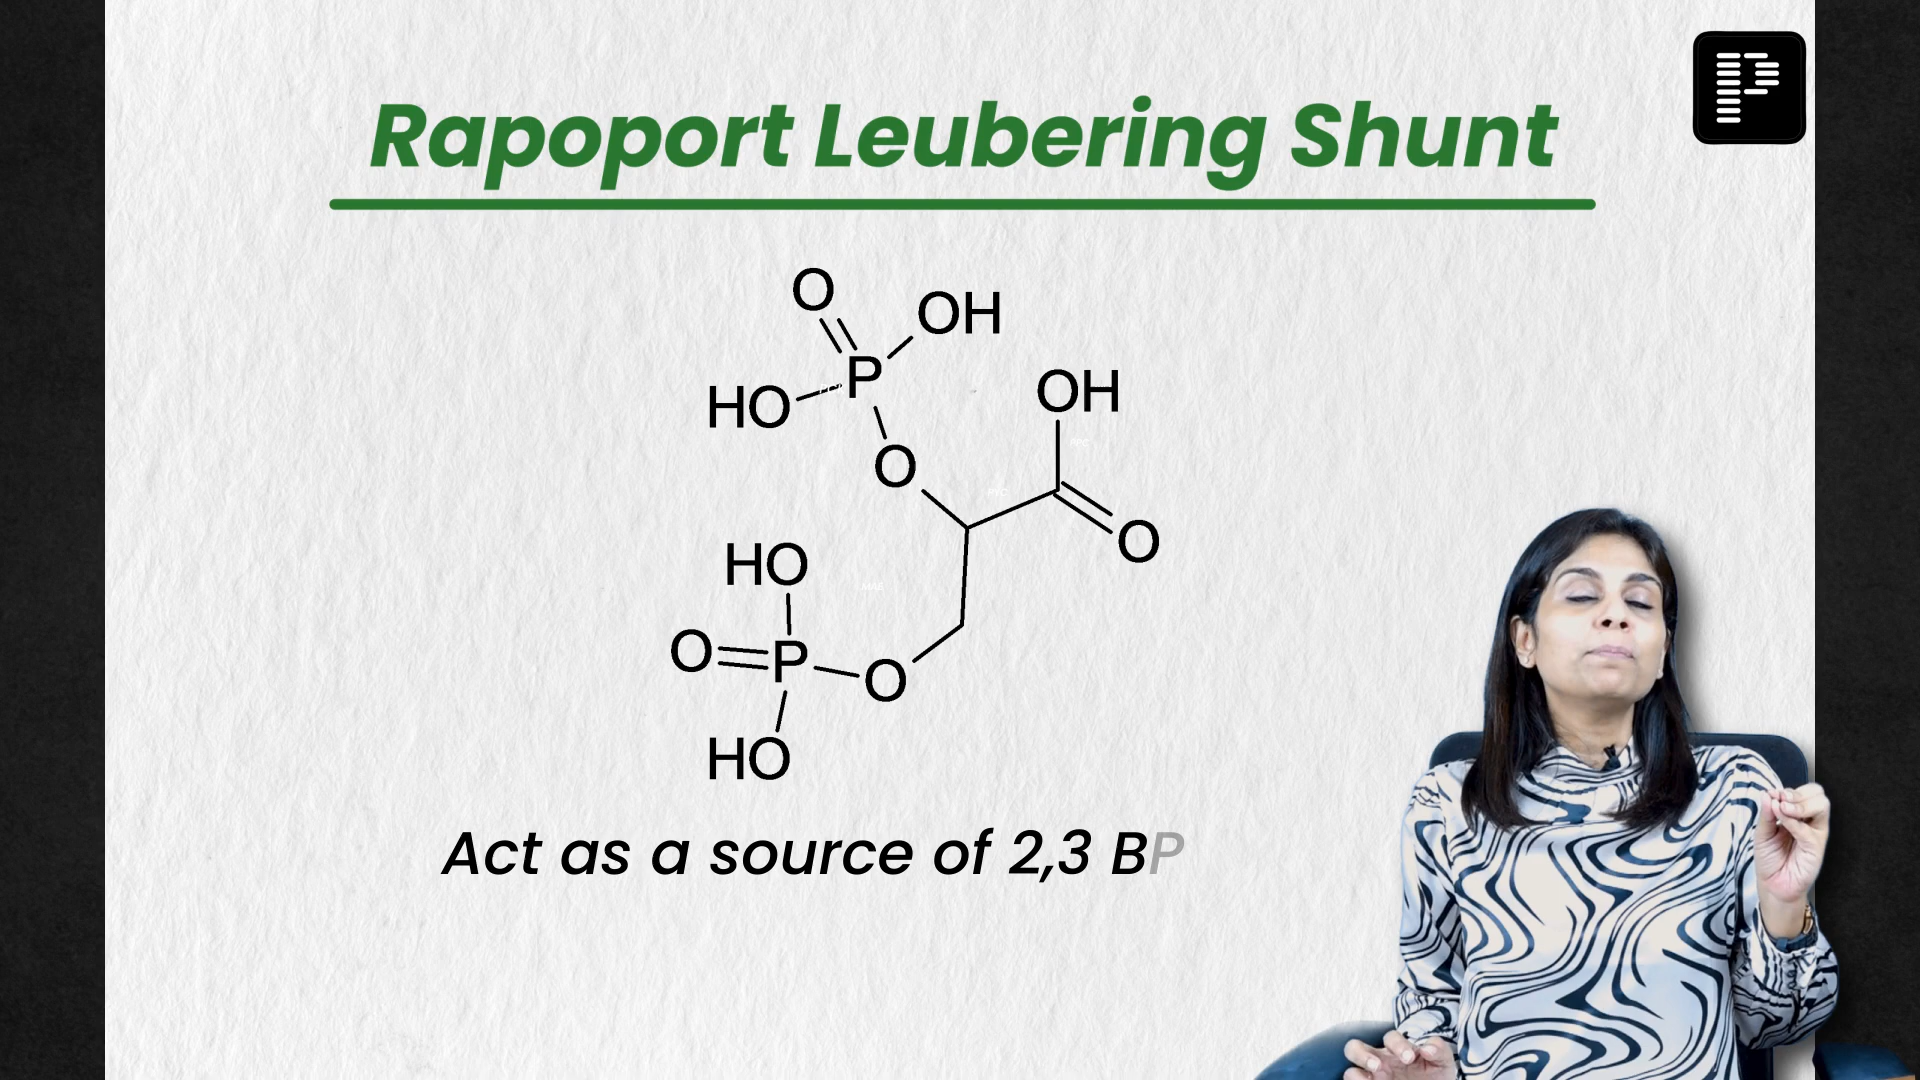 Rapoport Leubering Shunt
O
OH
P
HO
OH
O
O
HO
O
P
O
HO
Act as a source of 2,3 BP